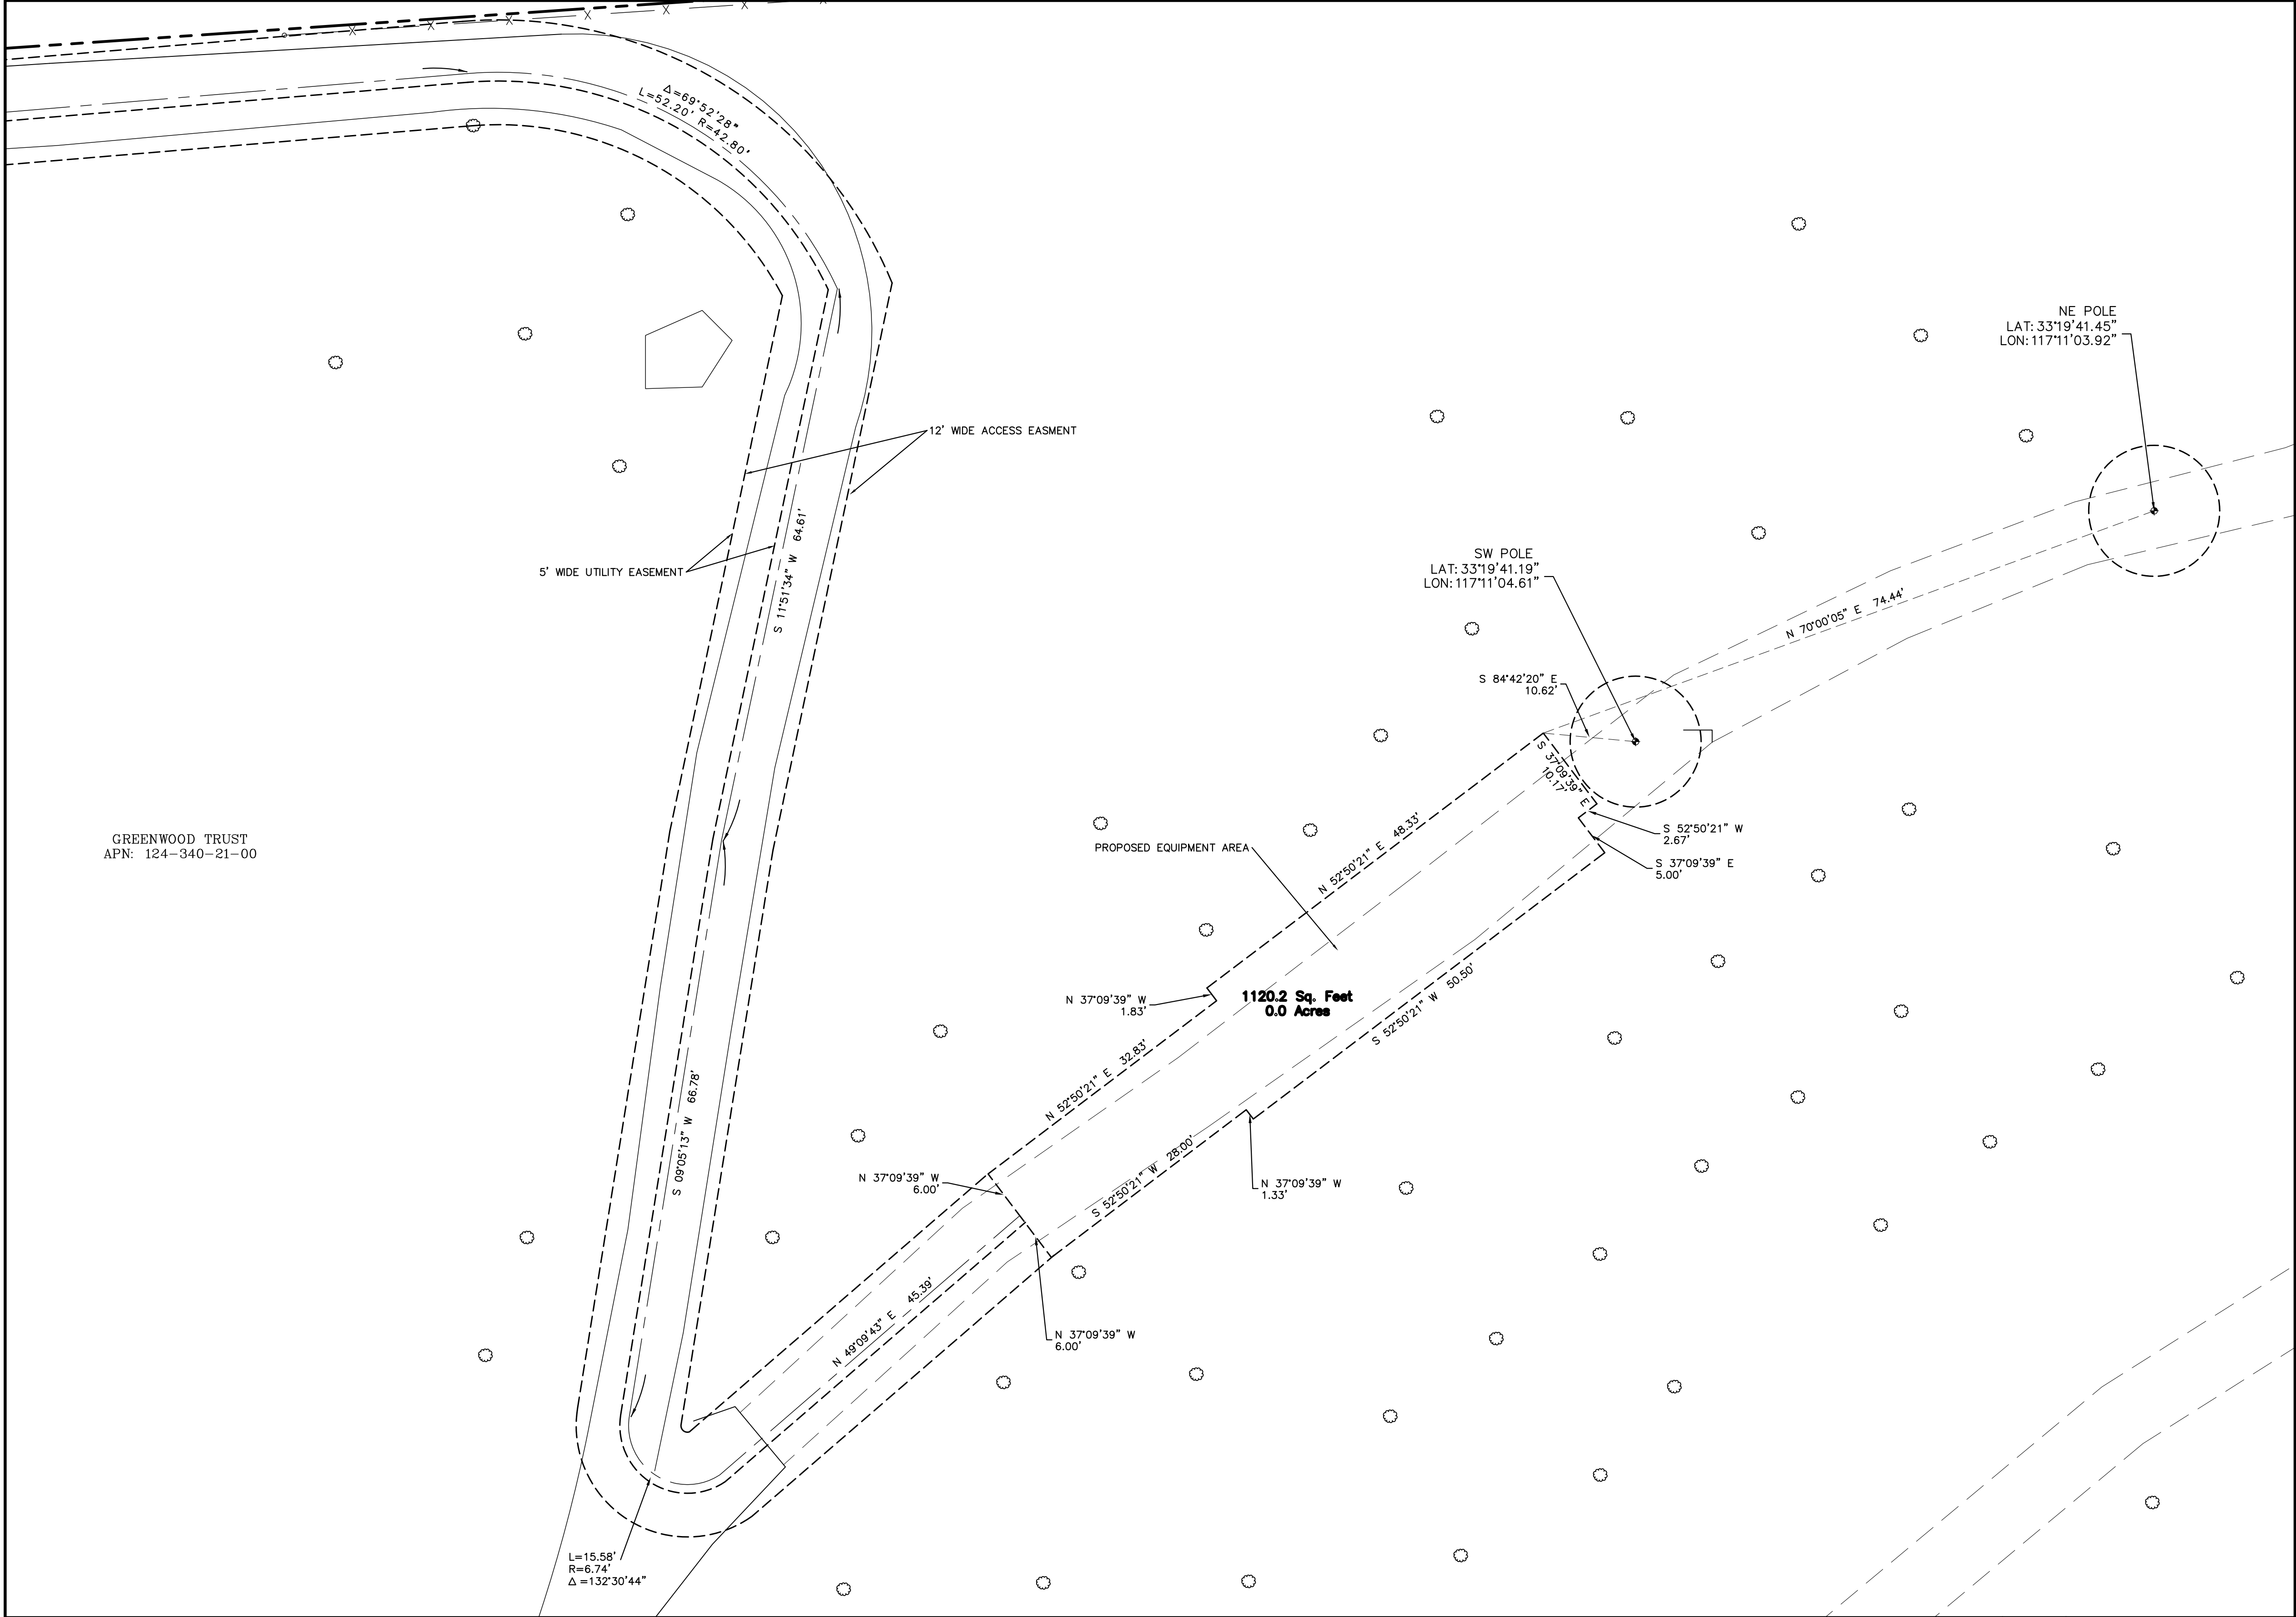 Δ=69°52'28"
L=52.20' R=42.80'
NE POLE
LAT: 33°19'41.45"
LON: 117°11'03.92"
12' WIDE ACCESS EASMENT
5' WIDE UTILITY EASEMENT
S 11°51'34" W 64.61'
SW POLE
LAT: 33°19'41.19"
LON: 117°11'04.61"
N 70°00'05" E 74.44'
S 84°42'20" E
10.62'
S 37°09'39" E
10.17'
S 52°50'21" W
2.67'
S 37°09'39" E
5.00'
GREENWOOD TRUST
APN: 124-340-21-00
PROPOSED EQUIPMENT AREA
N 52°50'21" E 48.33'
N 37°09'39" W
1.83'
1120.2 Sq. Feet
0.0 Acres
S 52°50'21" W 50.50'
N 52°50'21" E 32.83'
S 09°05'13" W 66.78'
N 37°09'39" W
6.00'
S 52°50'21" W 28.00'
N 37°09'39" W
1.33'
N 49°09'43" E 45.39'
N 37°09'39" W
6.00'
L=15.58'
R=6.74'
Δ=132°30'44"